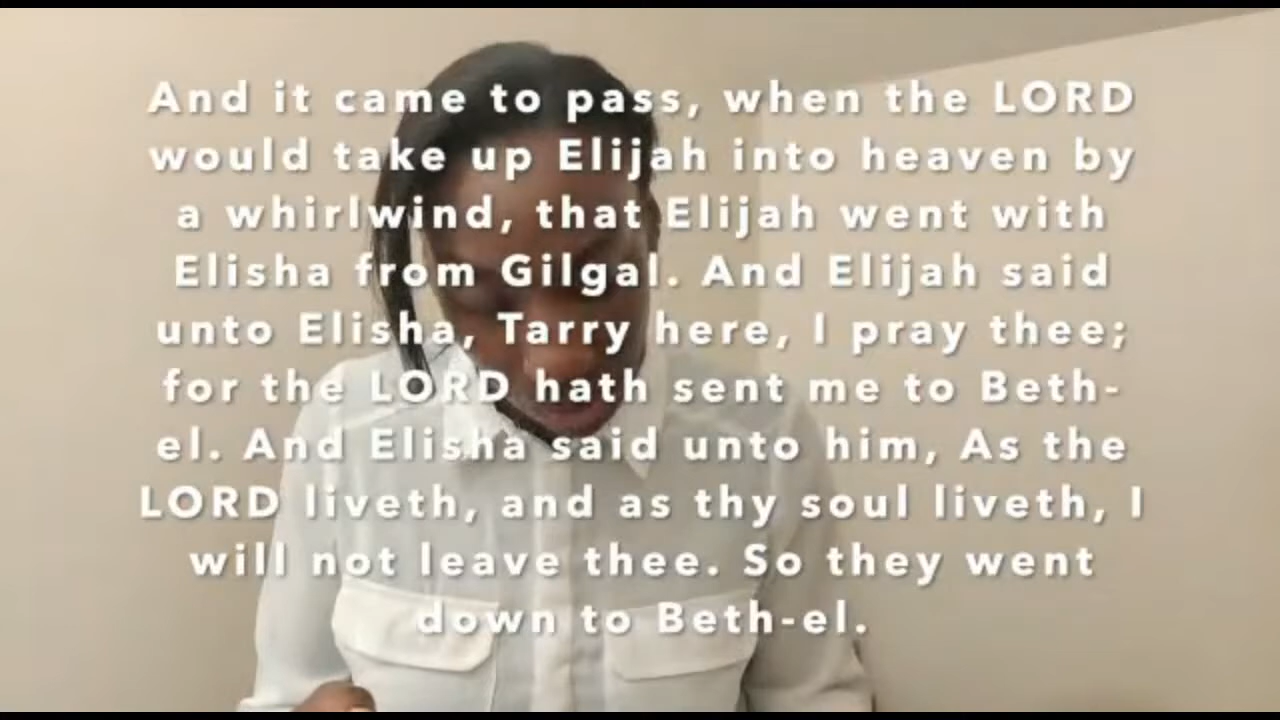 And it came to pass, when the LORD
would take up Elijah into heaven by
a whirlwind, that Elijah went with
Elisha from Gilgal. And Elijah said
unto Elisha, Tarry here, I pray thee;
for the LORD hath sent me to Beth-
el. And Elisha said unto him, As the
LORD liveth, and as thy soul liveth, I
will not leave thee. So they went
down to Beth-el.